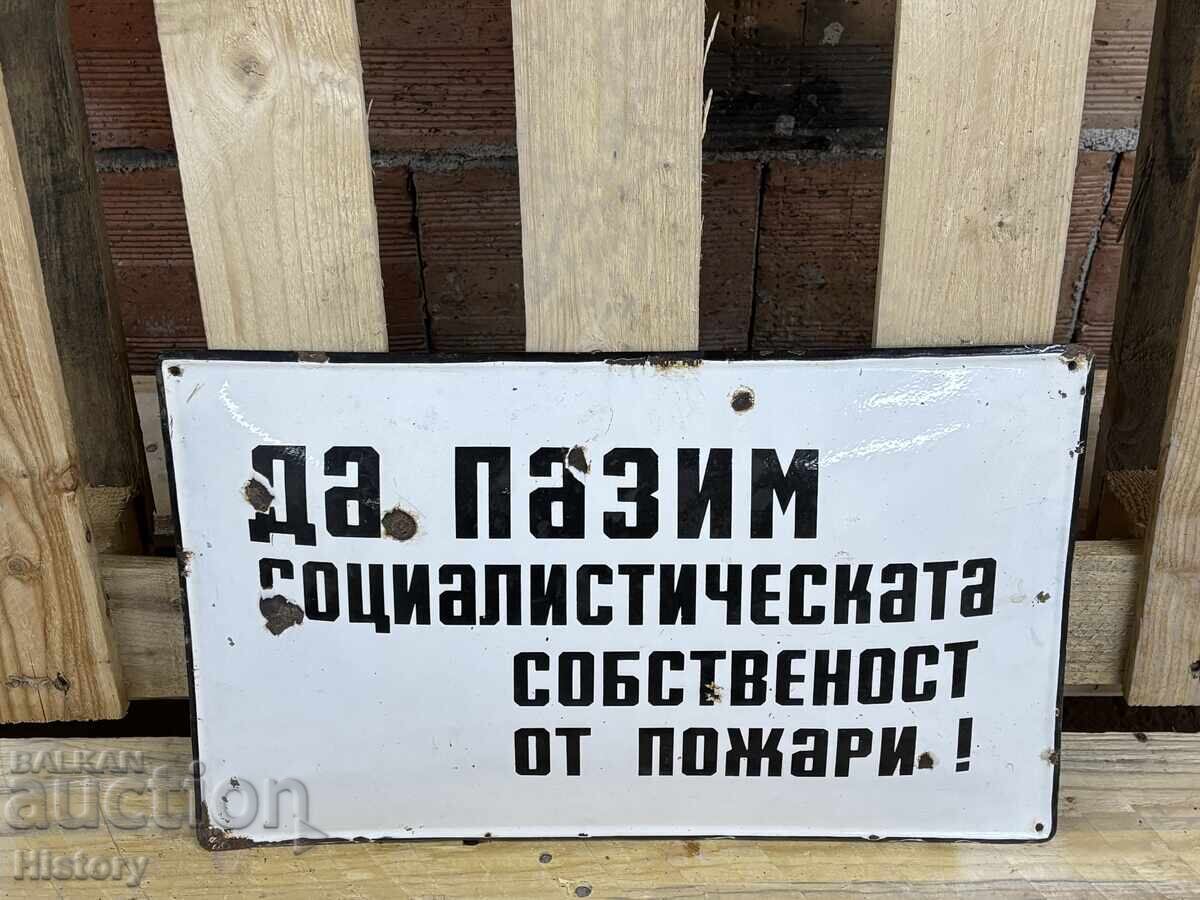 да пазим
социалистическата
собственост
от пожари!
BALKAN
auction
History